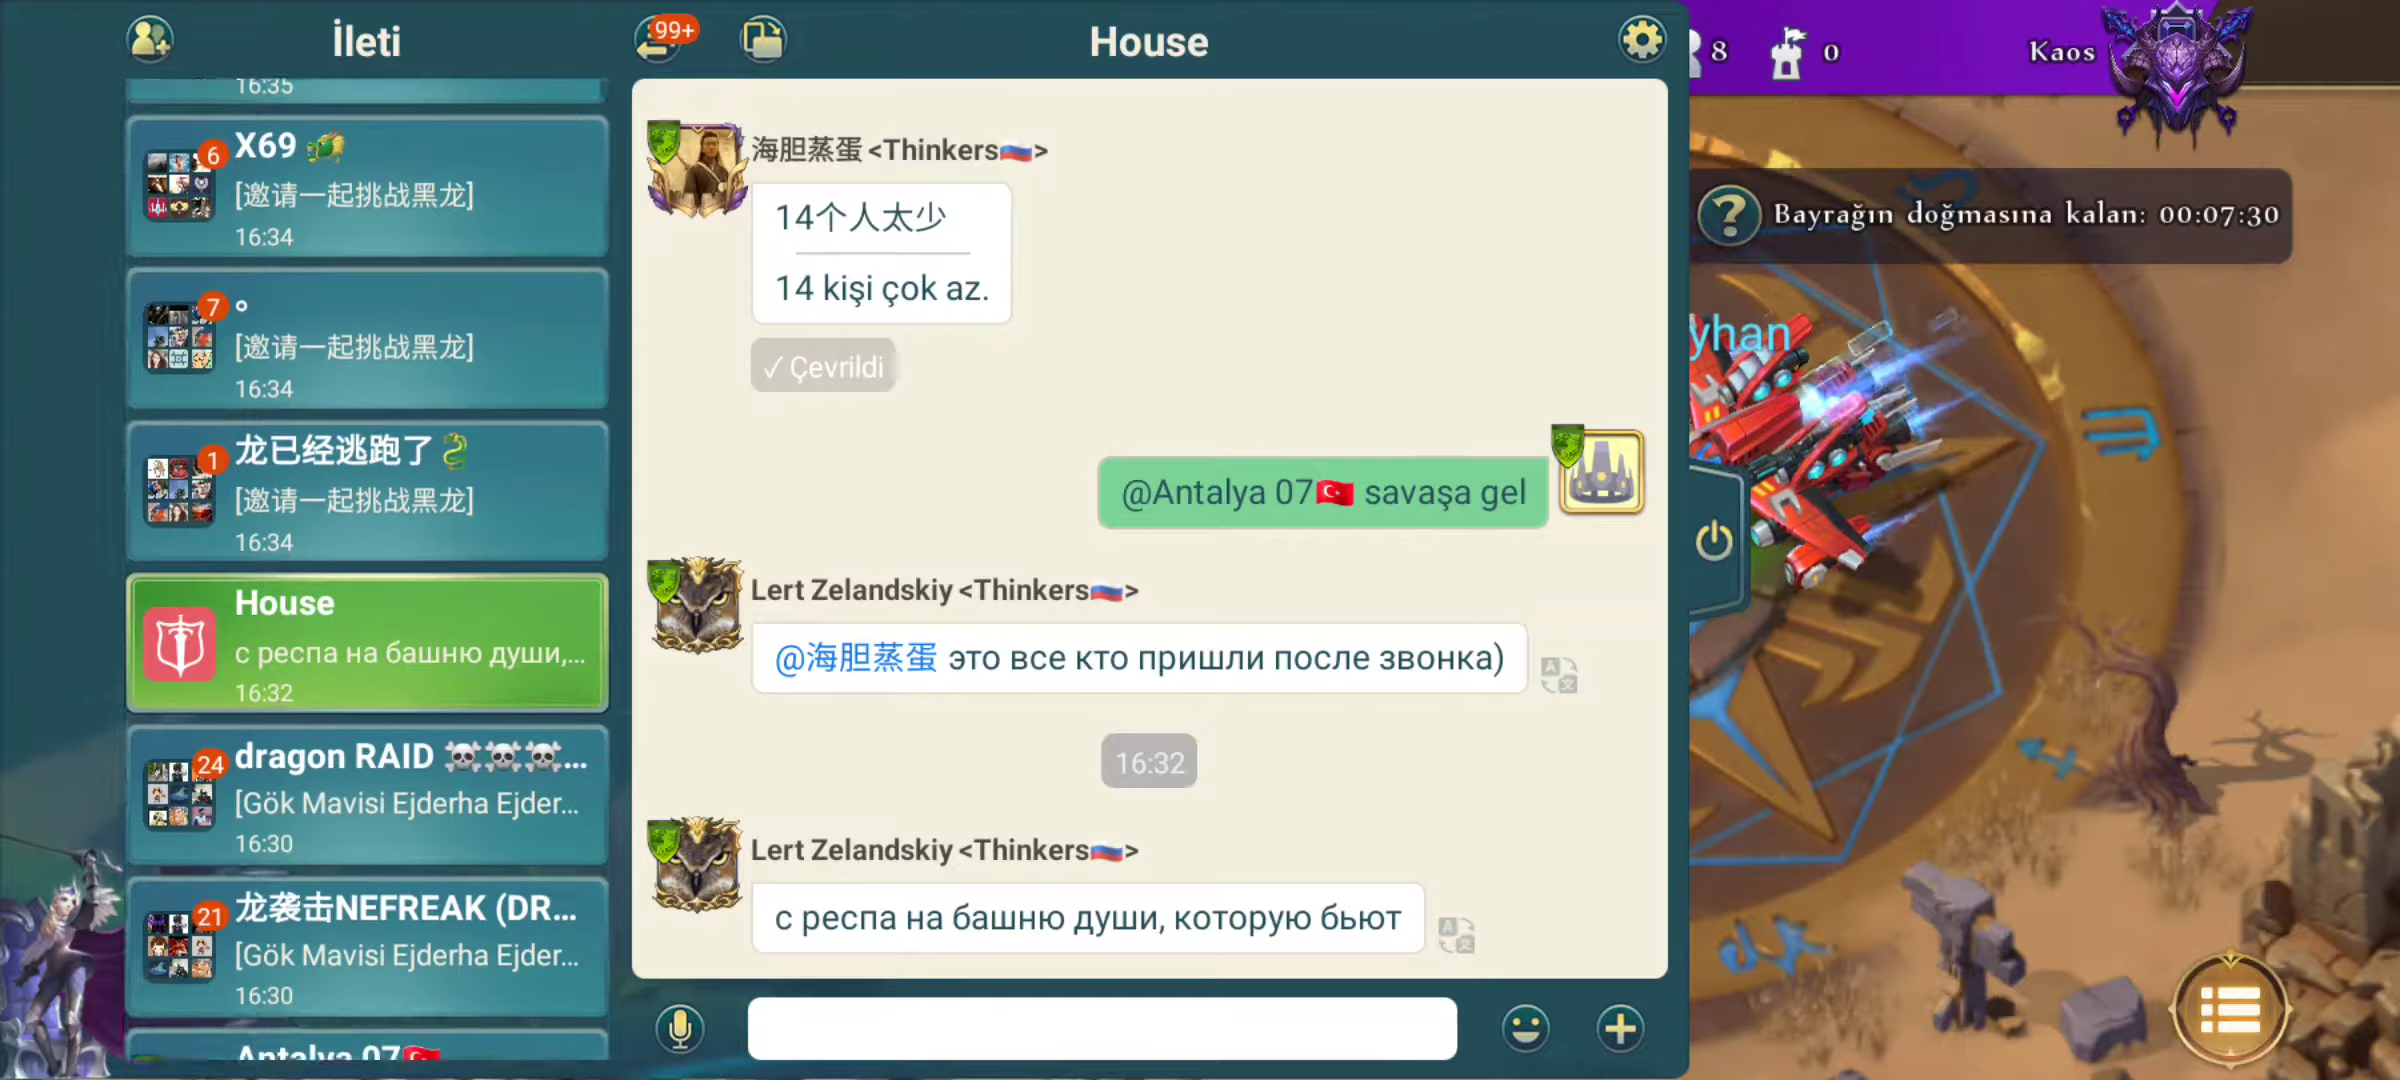 İleti
16:35
6
X69
[邀请一起挑战黑龙]
16:34
7
[邀请一起挑战黑龙]
16:34
1
龙已经逃跑了
[邀请一起挑战黑龙]
16:34
House
с респа на башню души,...
16:32
24
dragon RAID ☠️☠️☠️...
[Gök Mavisi Ejderha Ejder...
16:30
21
龙袭击NEFREAK (DR...
[Gök Mavisi Ejderha Ejder...
16:30
Antalya 07🇹🇷
99+
House
海胆蒸蛋 <Thinkers🇷🇺>
14个人太少
14 kişi çok az.
✓ Çevrildi
@Antalya 07🇹🇷 savaşa gel
Lert Zelandskiy <Thinkers🇷🇺>
@海胆蒸蛋 это все кто пришли после звонка)
16:32
Lert Zelandskiy <Thinkers🇷🇺>
с респа на башню души, которую бьют
8
0
Kaos
? Bayrağın doğmasına kalan: 00:07:30
yhan